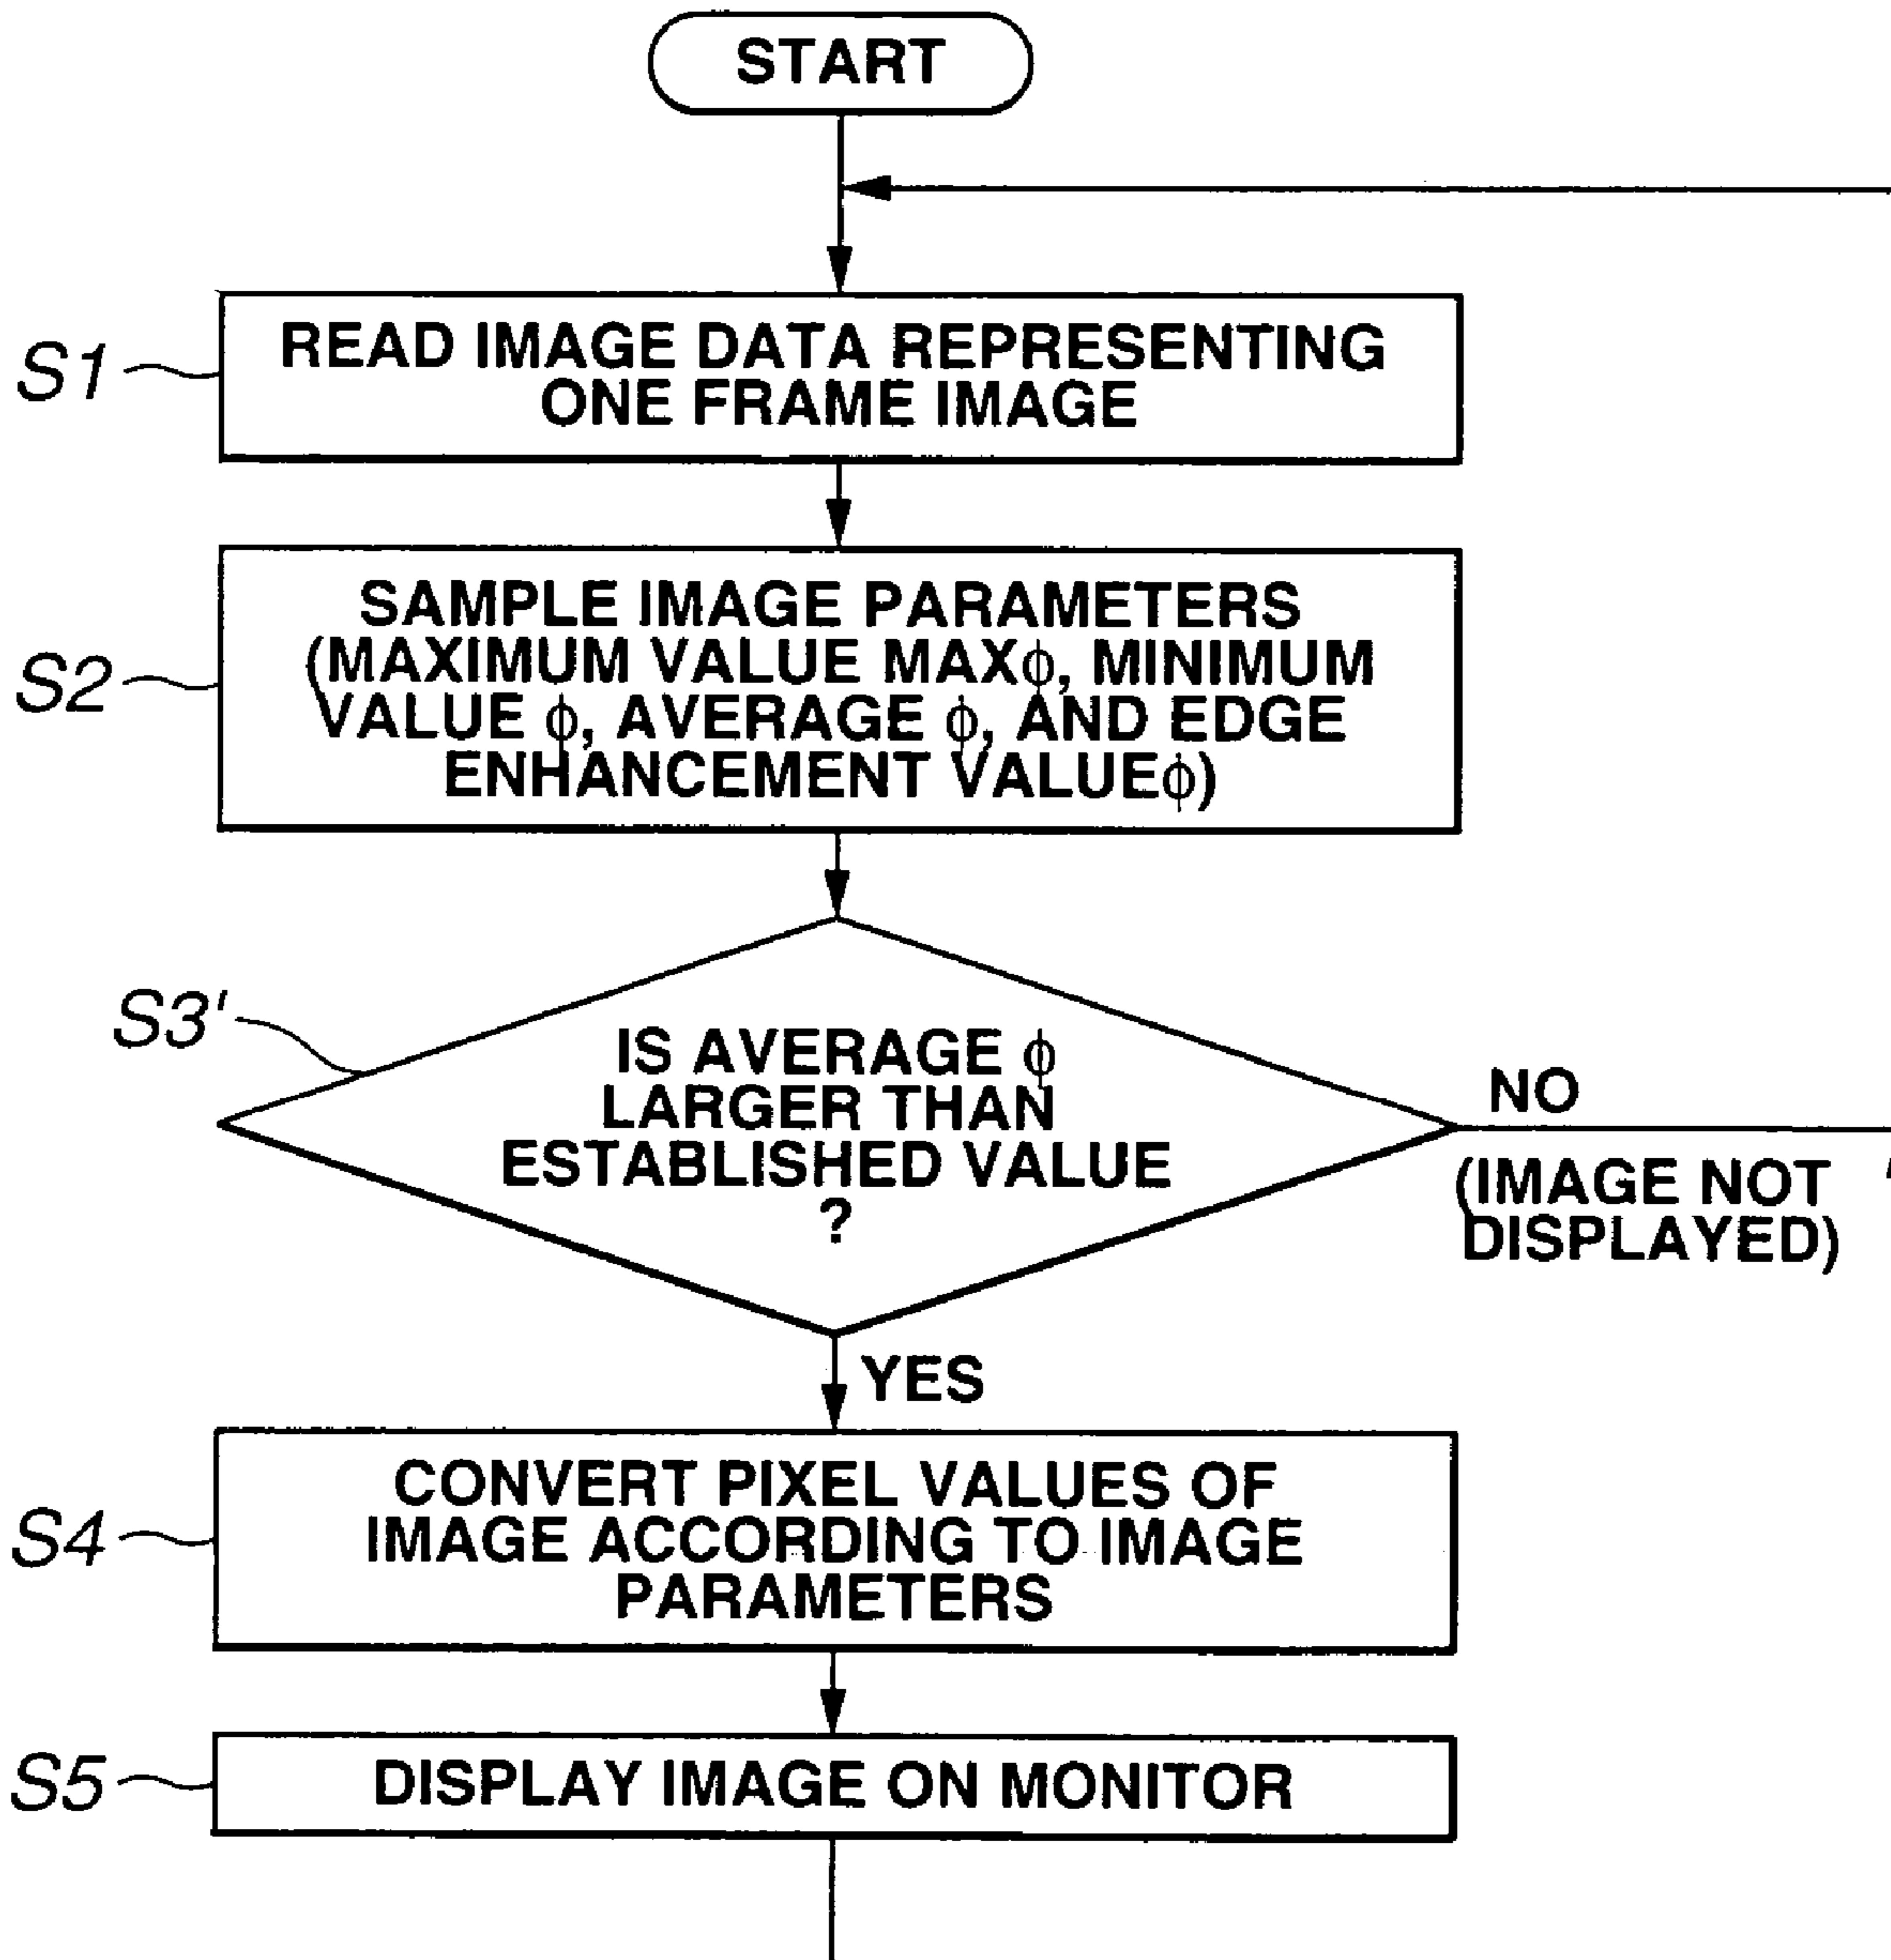 START
S1
READ IMAGE DATA REPRESENTING
ONE FRAME IMAGE
S2
SAMPLE IMAGE PARAMETERS
(MAXIMUM VALUE MAXϕ, MINIMUM
VALUE ϕ, AVERAGE ϕ, AND EDGE
ENHANCEMENT VALUEϕ)
S3'
IS AVERAGE ϕ
LARGER THAN
ESTABLISHED VALUE
?
NO
(IMAGE NOT
DISPLAYED)
YES
S4
CONVERT PIXEL VALUES OF
IMAGE ACCORDING TO IMAGE
PARAMETERS
S5
DISPLAY IMAGE ON MONITOR